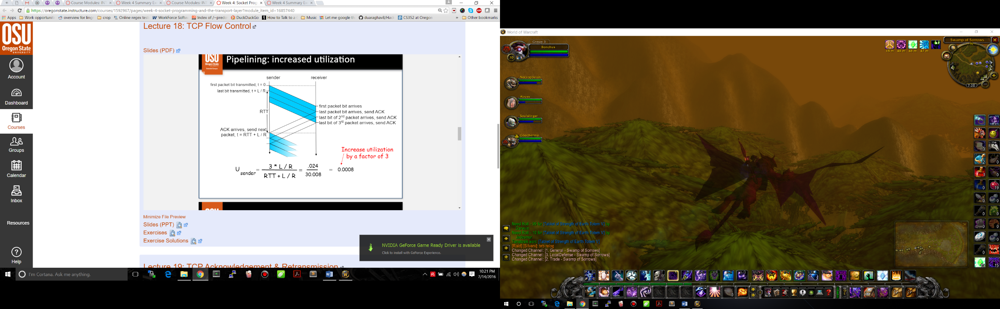 Course Modules: INT
Week 4 Summary Ex
Course Modules: INT
Week 4: Socket Prog
Week 4 Summary Ex
https://oregonstate.instructure.com/courses/1592967/pages/week-4-socket-programming-and-the-transport-layer?module_item_id=16857440
Apps
Work opportuniti
overview for lingr
crop
Online regex test
WorkForce Softw
Index of /~predo
DuckDuckGo
How to Talk to a
Music
Let me google th
duaraghav8/Hack
CS352 at Oregon
»
Other bookmarks
OSU
Oregon State
UNIVERSITY
Account
Dashboard
Courses
Groups
Calendar
Inbox
Resources
Help
Lecture 18: TCP Flow Control
Slides (PDF)
OSU
Oregon State
Pipelining: increased utilization
sender
receiver
first packet bit transmitted, t = 0
last bit transmitted, t = L / R
RTT
first packet bit arrives
last packet bit arrives, send ACK
last bit of 2nd packet arrives, send ACK
last bit of 3rd packet arrives, send ACK
ACK arrives, send next
packet, t = RTT + L / R
Increase utilization
by a factor of 3
U sender = 3 * L / R / RTT + L / R = .024 / 30.008 = 0.0008
Minimize File Preview
Slides (PPT)
Exercises
Exercise Solutions
NVIDIA GeForce Game Ready Driver is available
Click to install with GeForce Experience.
Lecture 19: TCP Acknowledgement & Retransmission
I'm Cortana. Ask me anything.
10:21 PM
7/14/2016
World of Warcraft
Group 3
Bonchus
70
Necropovlan
Abuss
Soulslinger
Goocherino
18 m
48 m
48 m
47 m
Swamp of Sorrows
N
7:20
Need Roll - 95 for [Tablet of Strength of Earth Totem V] by
Darwiin
Need Roll - 10 for [Tablet of Strength of Earth Totem V] by
Jadesmor
Tanatosik won: [Tablet of Strength of Earth Totem V]
[Raid] [Silverx]: brb relog
Changed Channel: [1. General - Swamp of Sorrows]
Changed Channel: [3. LocalDefense - Swamp of Sorrows]
Changed Channel: [2. Trade - Swamp of Sorrows]